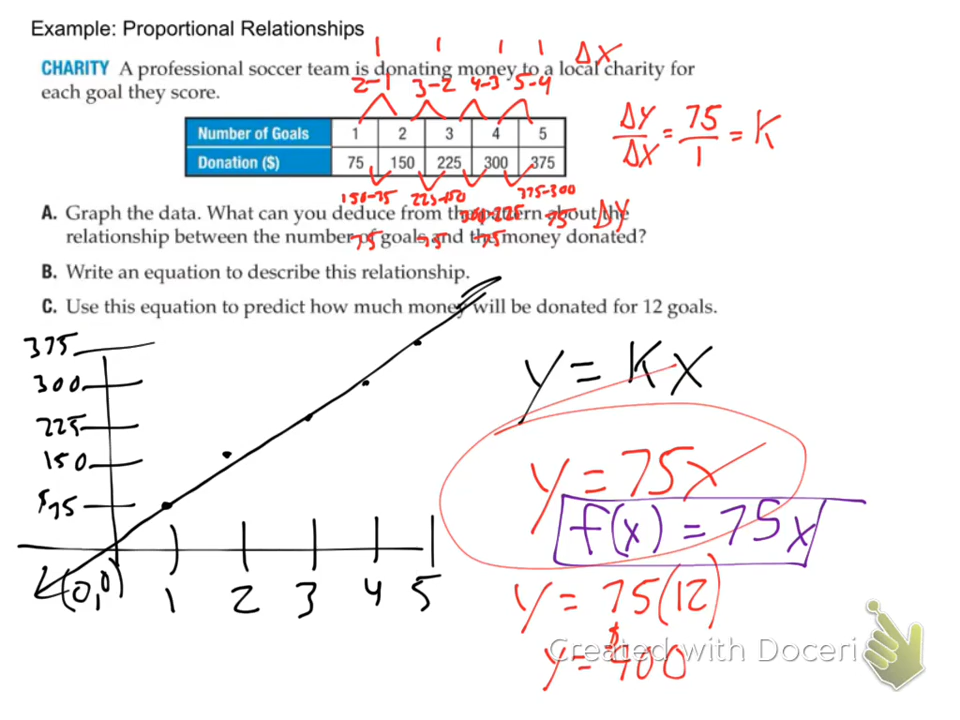 Example: Proportional Relationships
1 1 1 1 ΔX
CHARITY A professional soccer team is donating money to a local charity for
each goal they score.
2-1 3-2 4-3 5-4
Number of Goals 1 2 3 4 5
Donation ($) 75 150 225 300 375
ΔY/ΔX = 75/1 = K
150-75 225-150 300-225 375-300
75 75 75 75 ΔY
A. Graph the data. What can you deduce from the pattern about the
relationship between the number of goals and the money donated?
B. Write an equation to describe this relationship.
C. Use this equation to predict how much money will be donated for 12 goals.
375
300
225
150
$75
(0,0) 1 2 3 4 5
y = KX
y = 75x
f(x) = 75x
y = 75(12)
y = $900
Created with Doceri